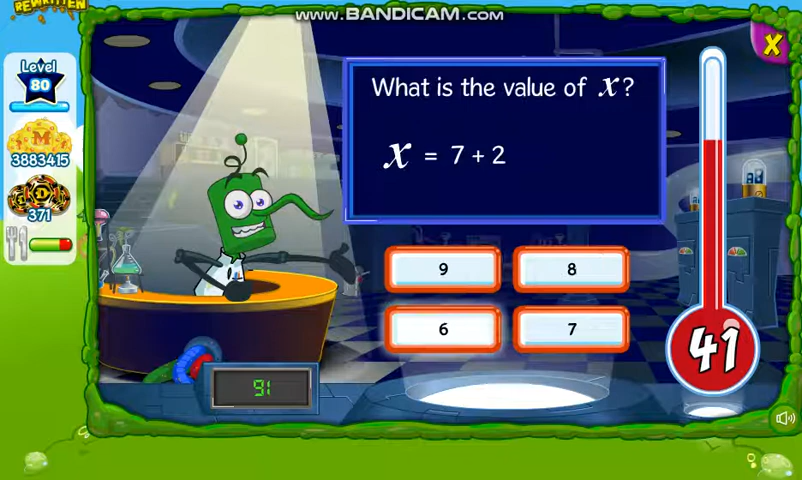 www.BANDICAM.com
REWRITTEN
Level
80
M
3883415
D
371
X
What is the value of x?
x = 7 + 2
9
8
6
7
41
91